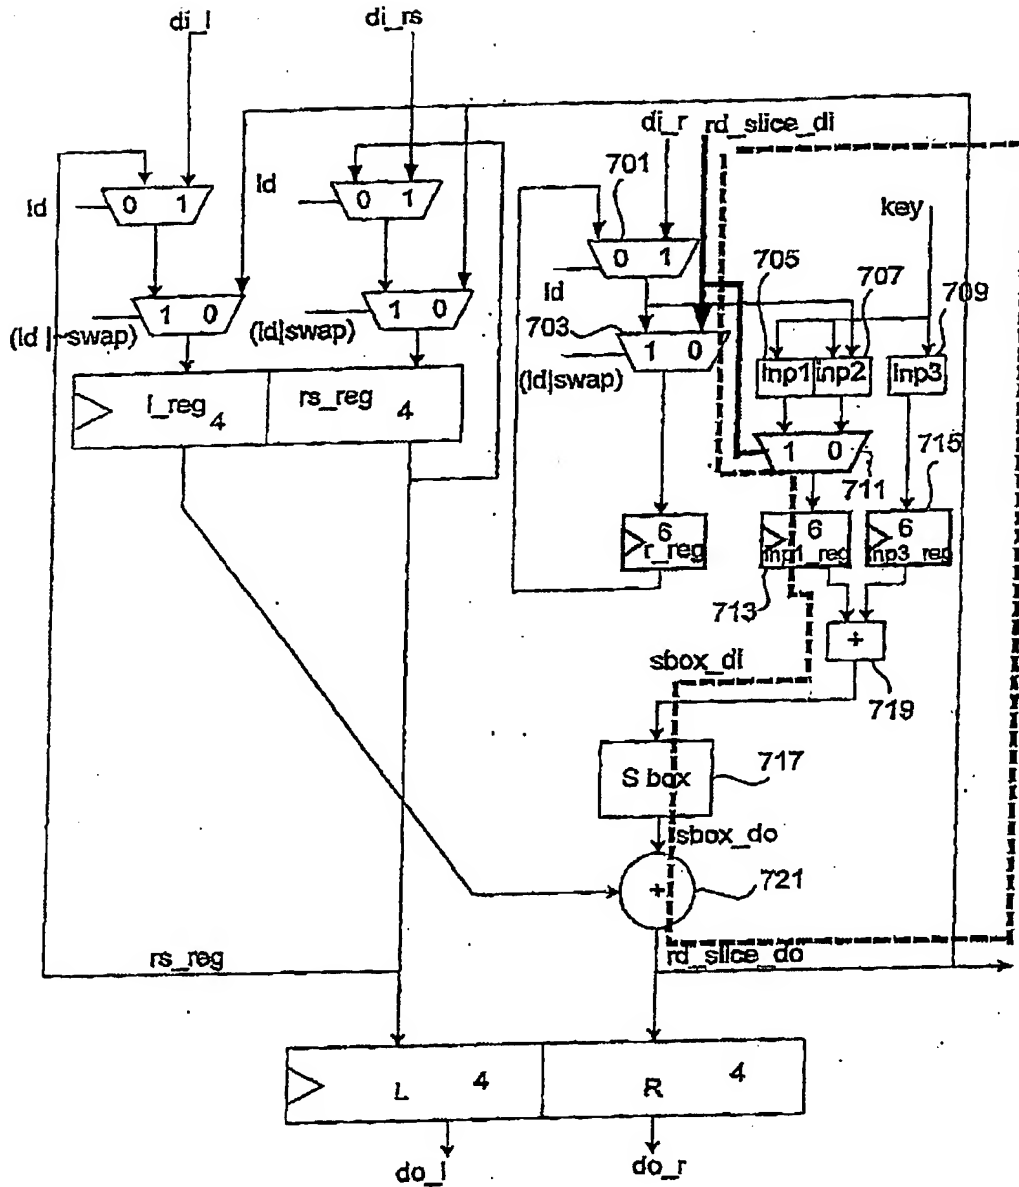 di_l
di_rs
di_r
rd_slice_di
701
key
0 1
ld
0 1
ld
0 1
705
707
709
ld
703
1 0
(ld | ~swap)
1 0
(ld|swap)
1 0
(ld|swap)
inp1
inp2
inp3
l_reg 4
rs_reg 4
1 0
711
715
6
r_reg
6
inp1_reg
6
inp3_reg
713
+
719
sbox_di
S box
717
sbox_do
+
721
rs_reg
rd_slice_do
L 4
R 4
do_l
do_r